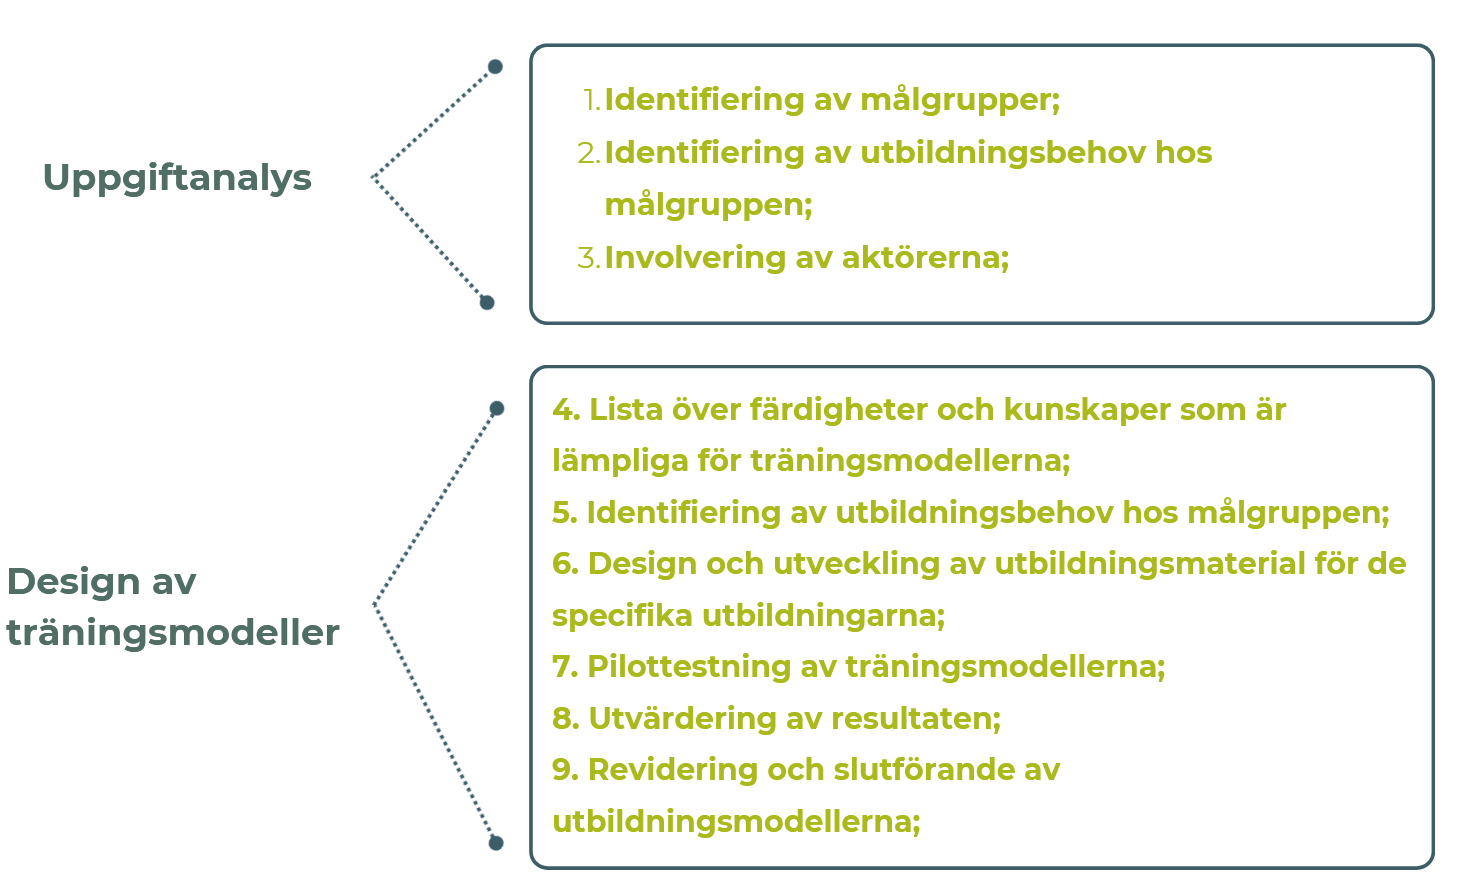 Uppgiftanalys
1. Identifiering av målgrupper;
2. Identifiering av utbildningsbehov hos
målgruppen;
3. Involvering av aktörerna;
Design av
träningsmodeller
4. Lista över färdigheter och kunskaper som är
lämpliga för träningsmodellerna;
5. Identifiering av utbildningsbehov hos målgruppen;
6. Design och utveckling av utbildningsmaterial för de
specifika utbildningarna;
7. Pilottestning av träningsmodellerna;
8. Utvärdering av resultaten;
9. Revidering och slutförande av
utbildningsmodellerna;